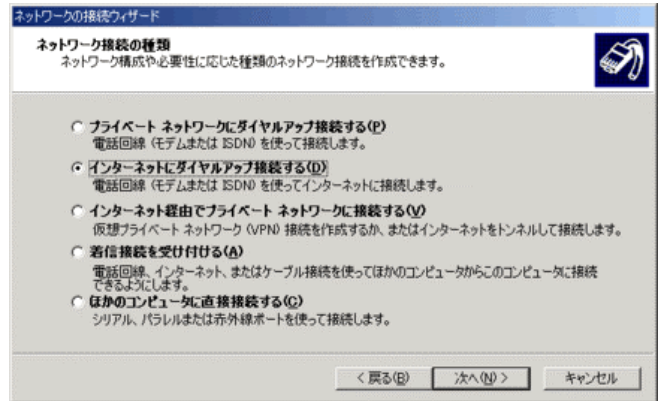 ネットワークの接続ウィザード
ネットワーク接続の種類
ネットワーク構成や必要性に応じた種類のネットワーク接続を作成できます。
プライベート ネットワークにダイヤルアップ接続する(P)
電話回線 (モデムまたは ISDN) を使って接続します。
インターネットにダイヤルアップ接続する(D)
電話回線 (モデムまたは ISDN) を使ってインターネットに接続します。
インターネット経由でプライベート ネットワークに接続する(V)
仮想プライベート ネットワーク (VPN) 接続を作成するか、またはインターネットをトンネルして接続します。
着信接続を受け付ける(A)
電話回線、インターネット、またはケーブル接続を使ってほかのコンピュータからこのコンピュータに接続
できるようにします。
ほかのコンピュータに直接接続する(C)
シリアル、パラレルまたは赤外線ポートを使って接続します。
< 戻る(B) 次へ(N) > キャンセル